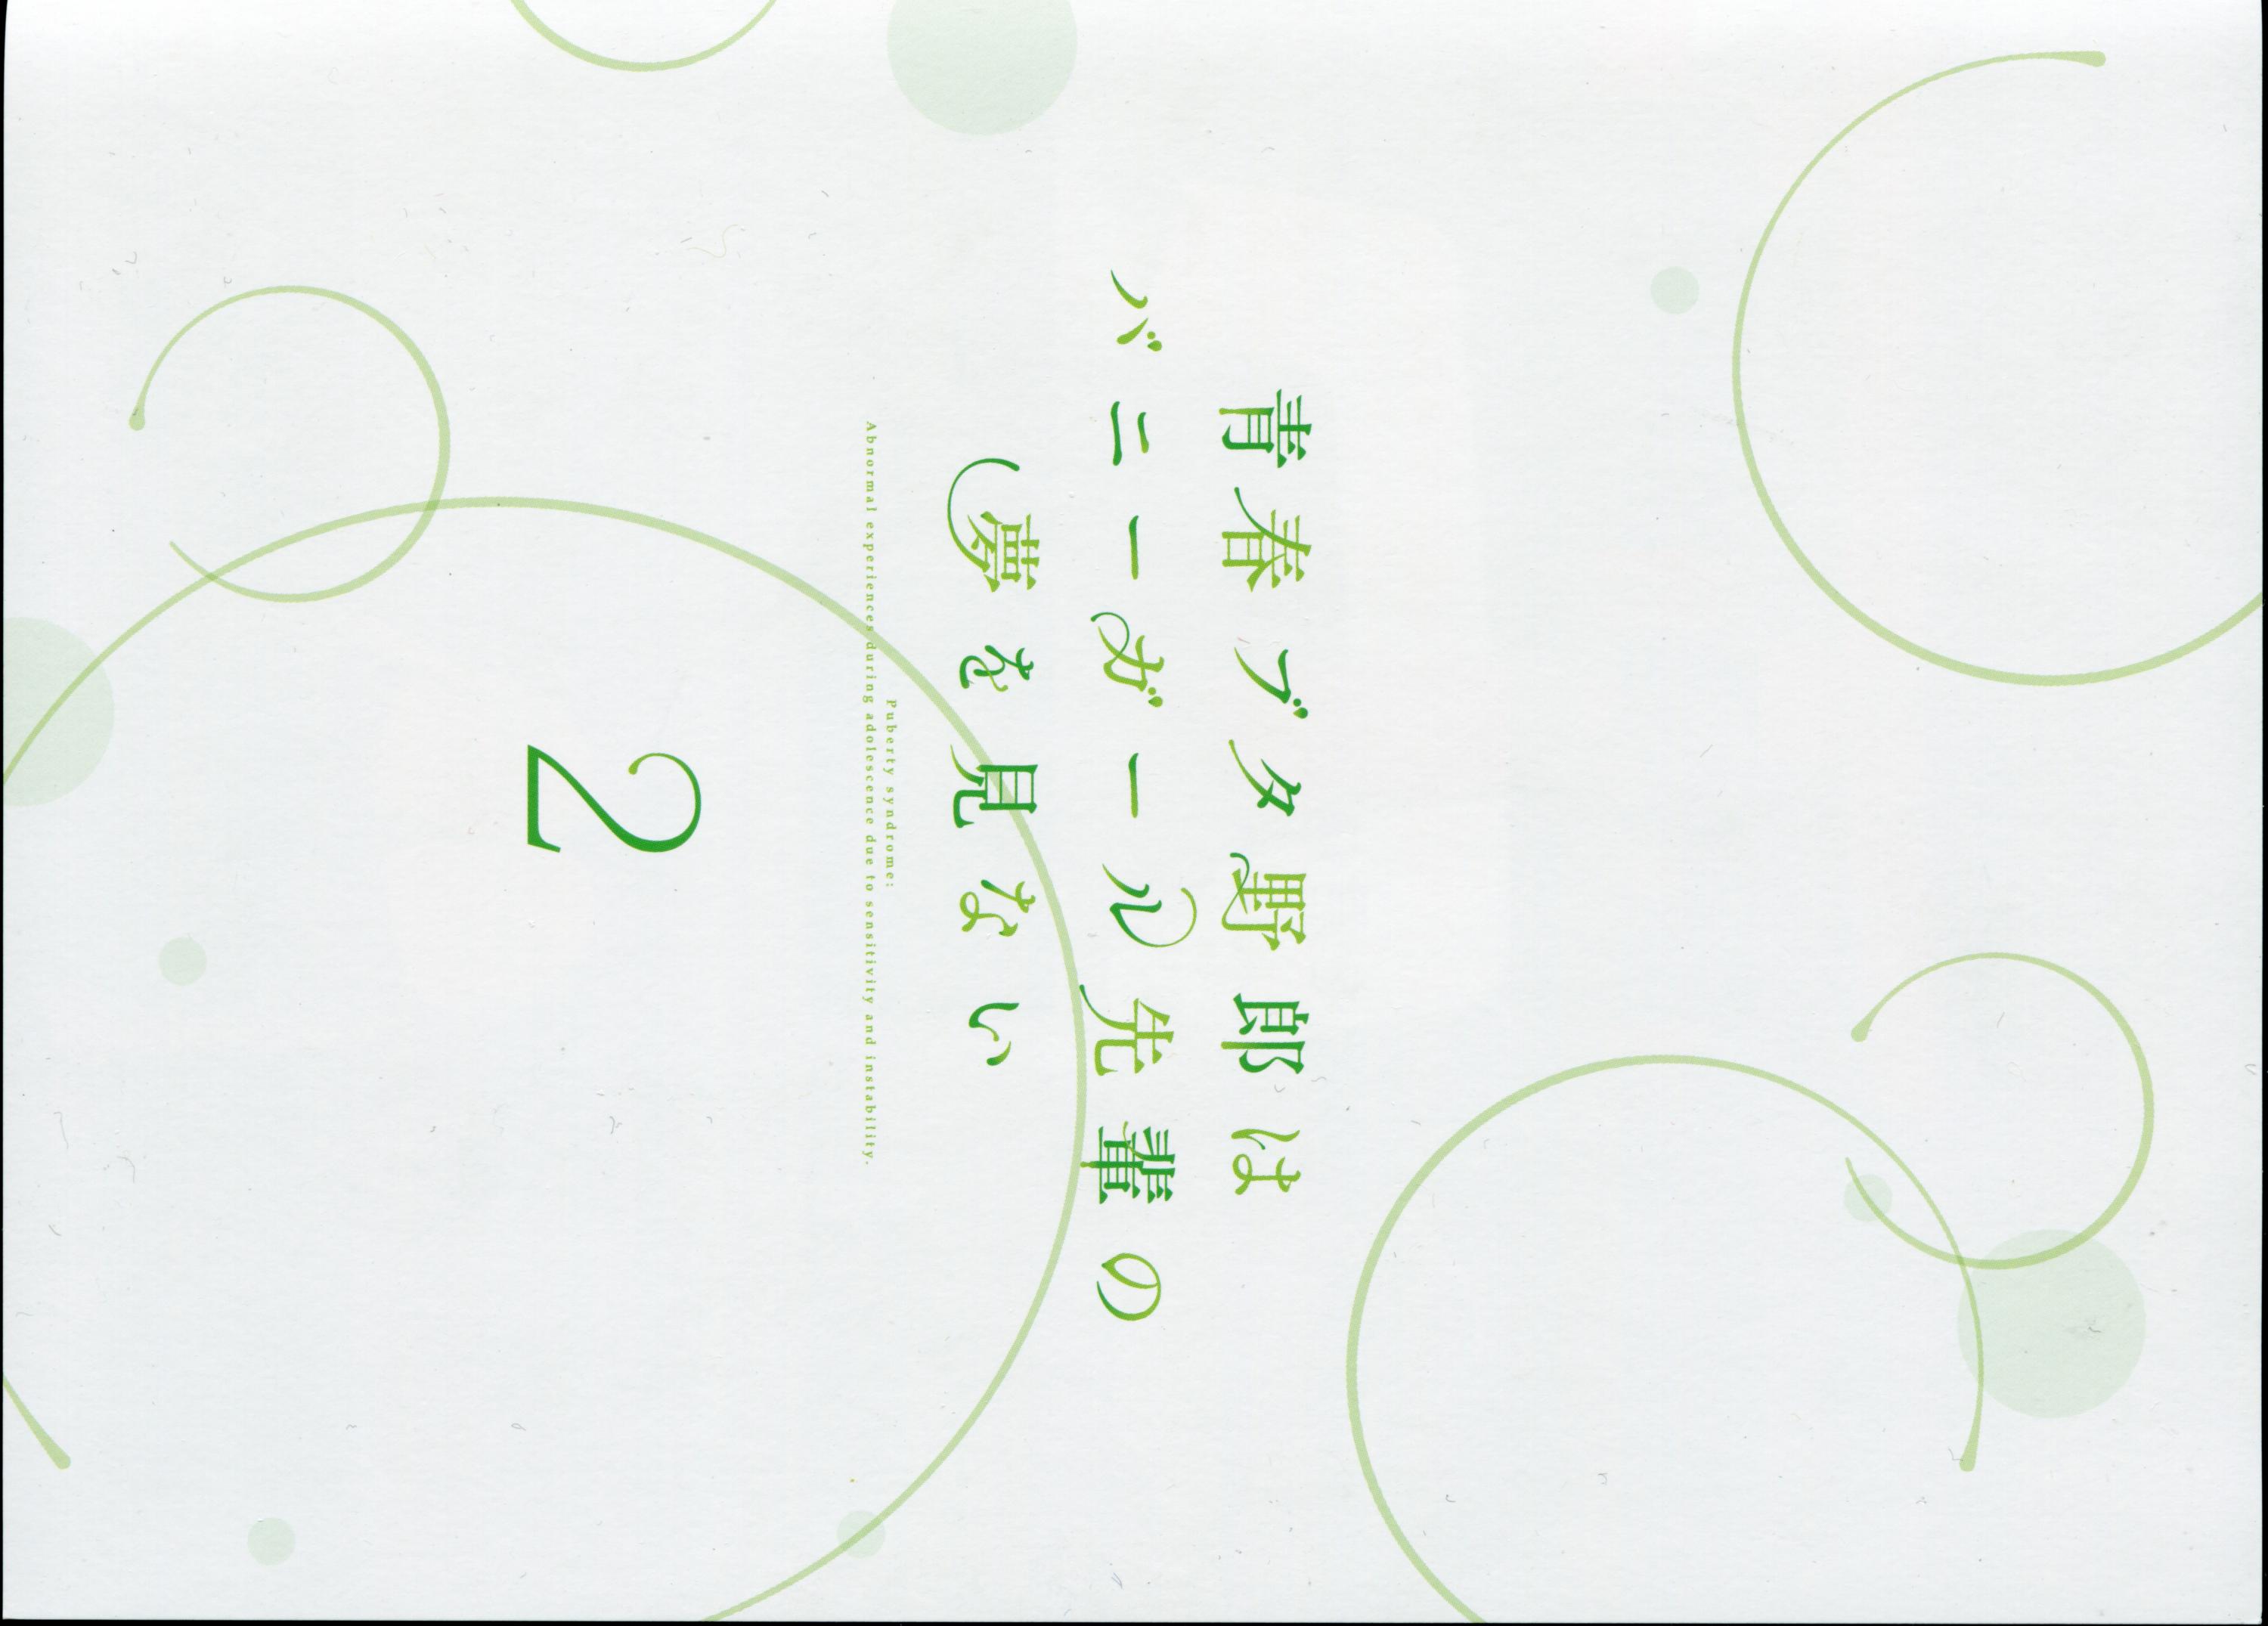 青春ブタ野郎は
バニーガール先輩の
夢を見ない
Puberty syndrome:
Abnormal experiences during adolescence due to sensitivity and instability.
2